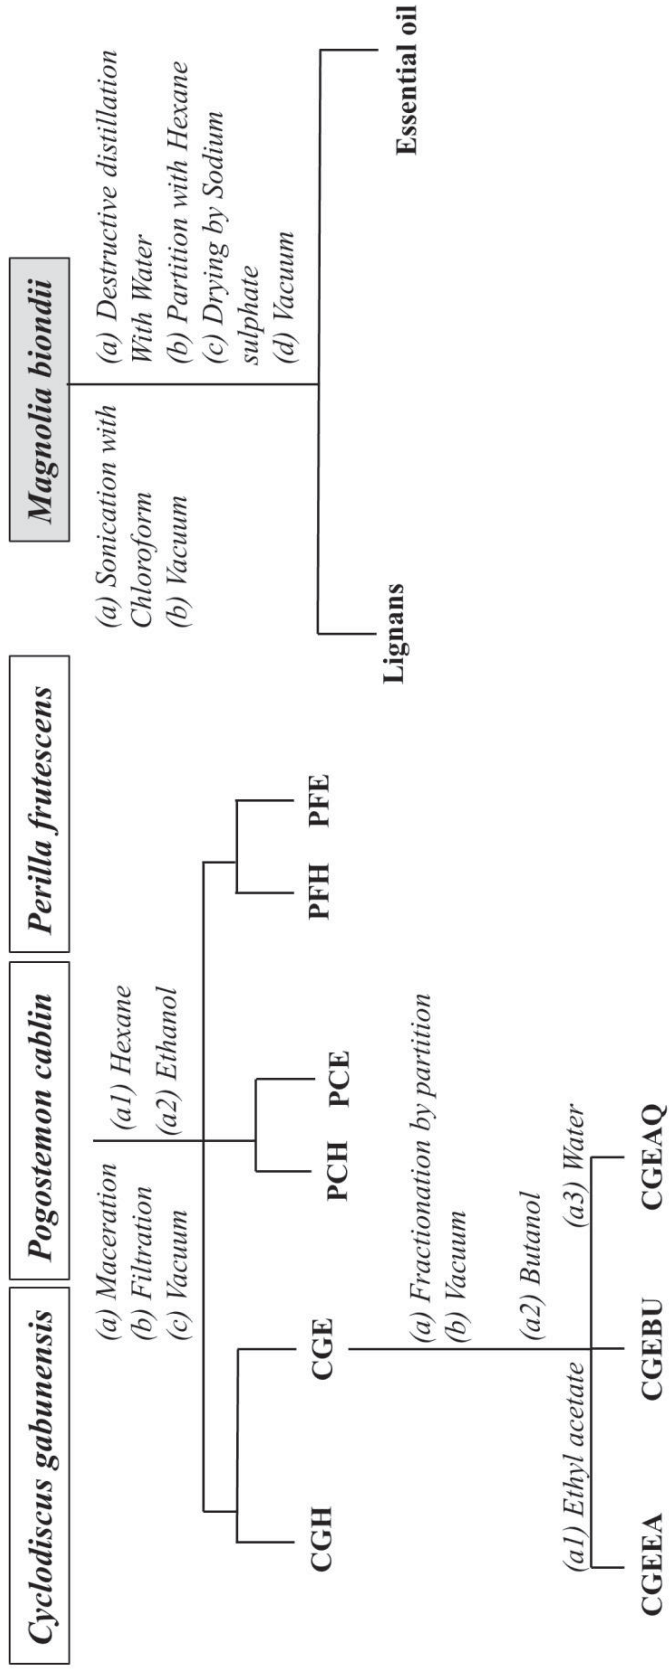 Cyclodiscus gabunensis
Pogostemon cablin
Perilla frutescens
Magnolia biondii
(a) Maceration
(b) Filtration
(c) Vacuum
(a1) Hexane
(a2) Ethanol
(a) Sonication with
Chloroform
(b) Vacuum
(a) Destructive distillation
With Water
(b) Partition with Hexane
(c) Drying by Sodium
sulphate
(d) Vacuum
CGH
CGE
PCH
PCE
PFH
PFE
Lignans
Essential oil
(a) Fractionation by partition
(b) Vacuum
(a1) Ethyl acetate
(a2) Butanol
(a3) Water
CGEEA
CGEBU
CGEAQ